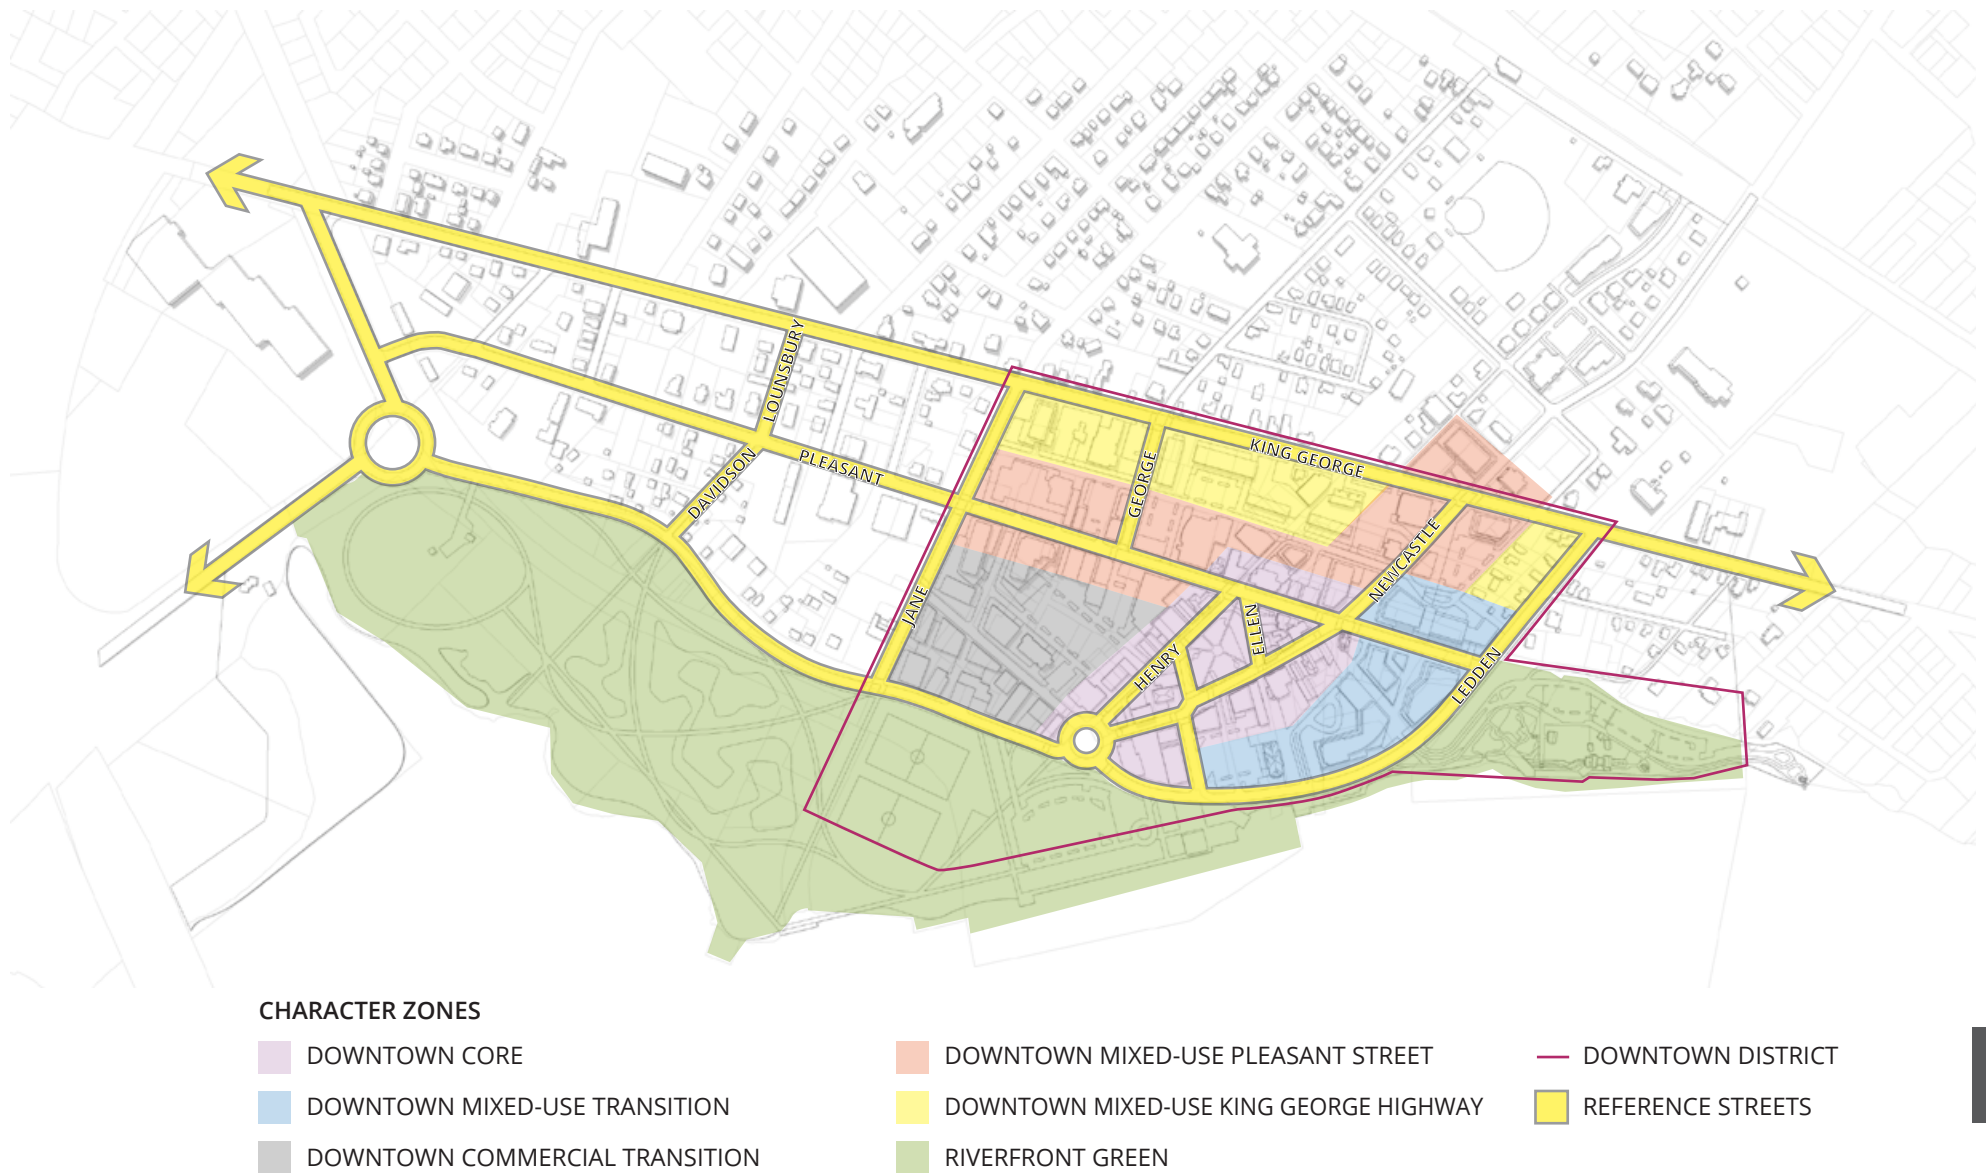 LOUNSBURY
DAVIDSON
PLEASANT
KING GEORGE
GEORGE
NEWCASTLE
JANE
ELLEN
HENRY
LEDDEN
CHARACTER ZONES
DOWNTOWN CORE
DOWNTOWN MIXED-USE TRANSITION
DOWNTOWN COMMERCIAL TRANSITION
DOWNTOWN MIXED-USE PLEASANT STREET
DOWNTOWN MIXED-USE KING GEORGE HIGHWAY
RIVERFRONT GREEN
DOWNTOWN DISTRICT
REFERENCE STREETS